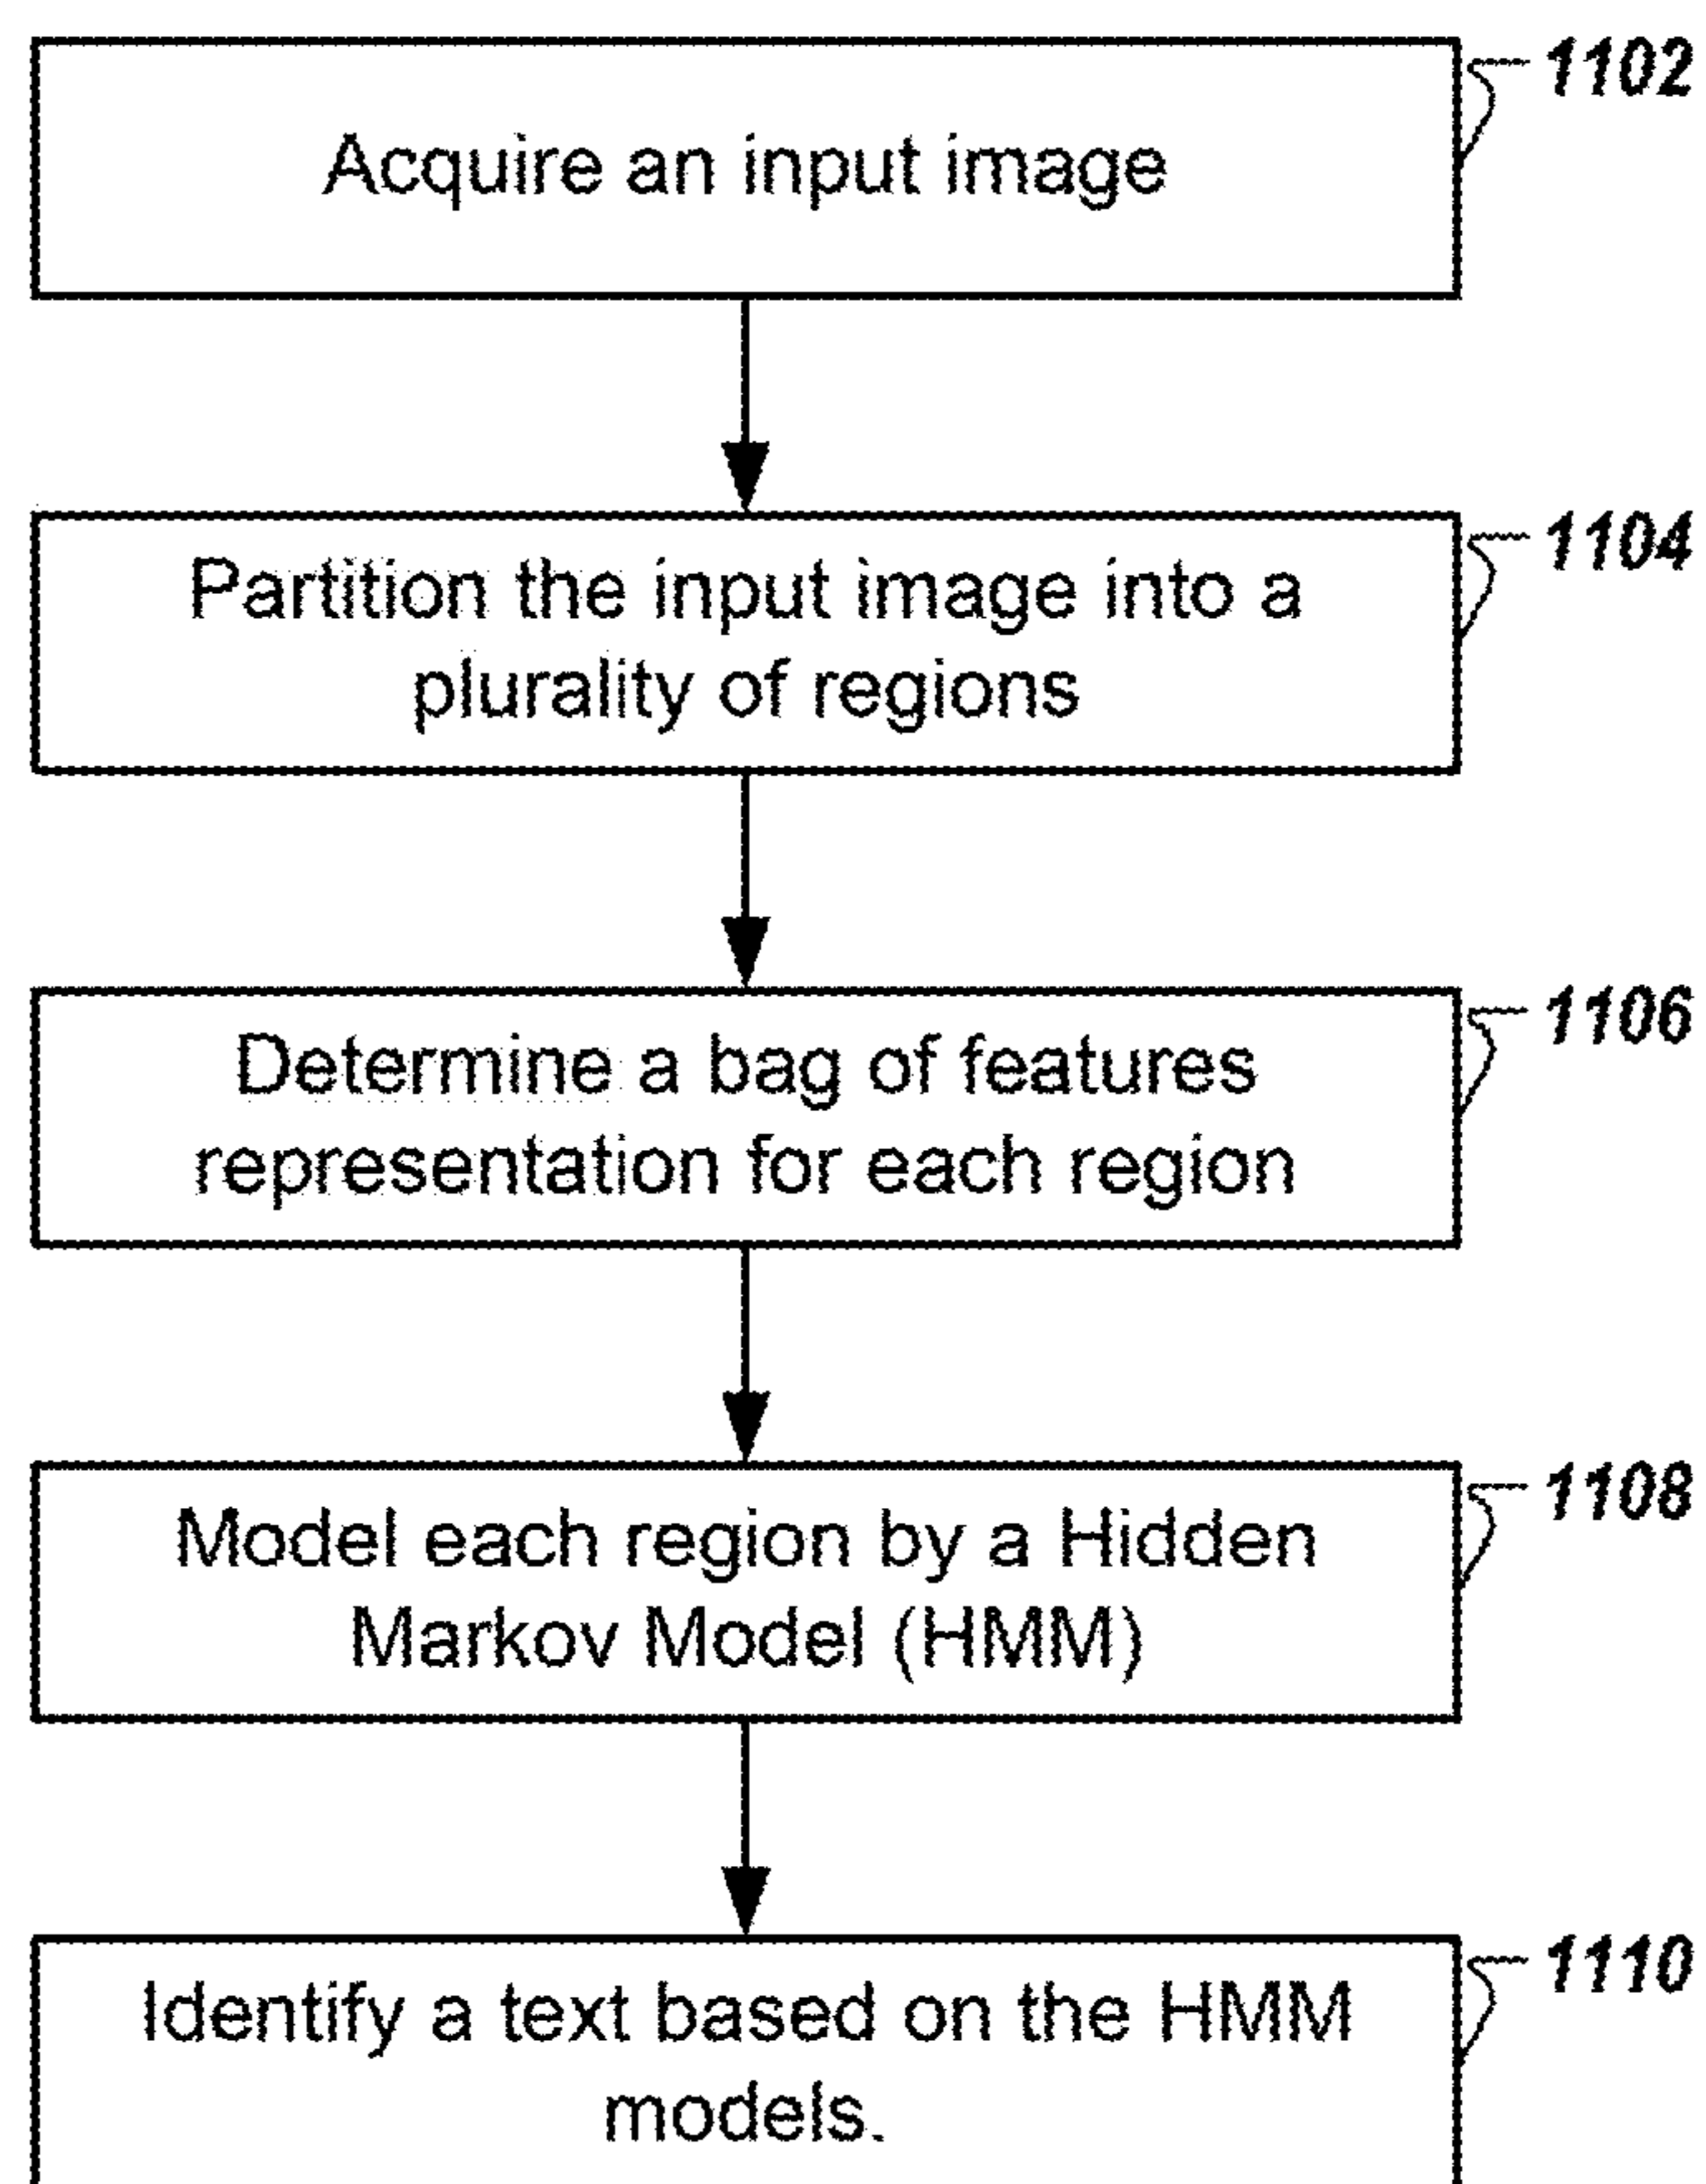 1102
Acquire an input image
1104
Partition the input image into a
plurality of regions
1106
Determine a bag of features
representation for each region
1108
Model each region by a Hidden
Markov Model (HMM)
1110
Identify a text based on the HMM
models.